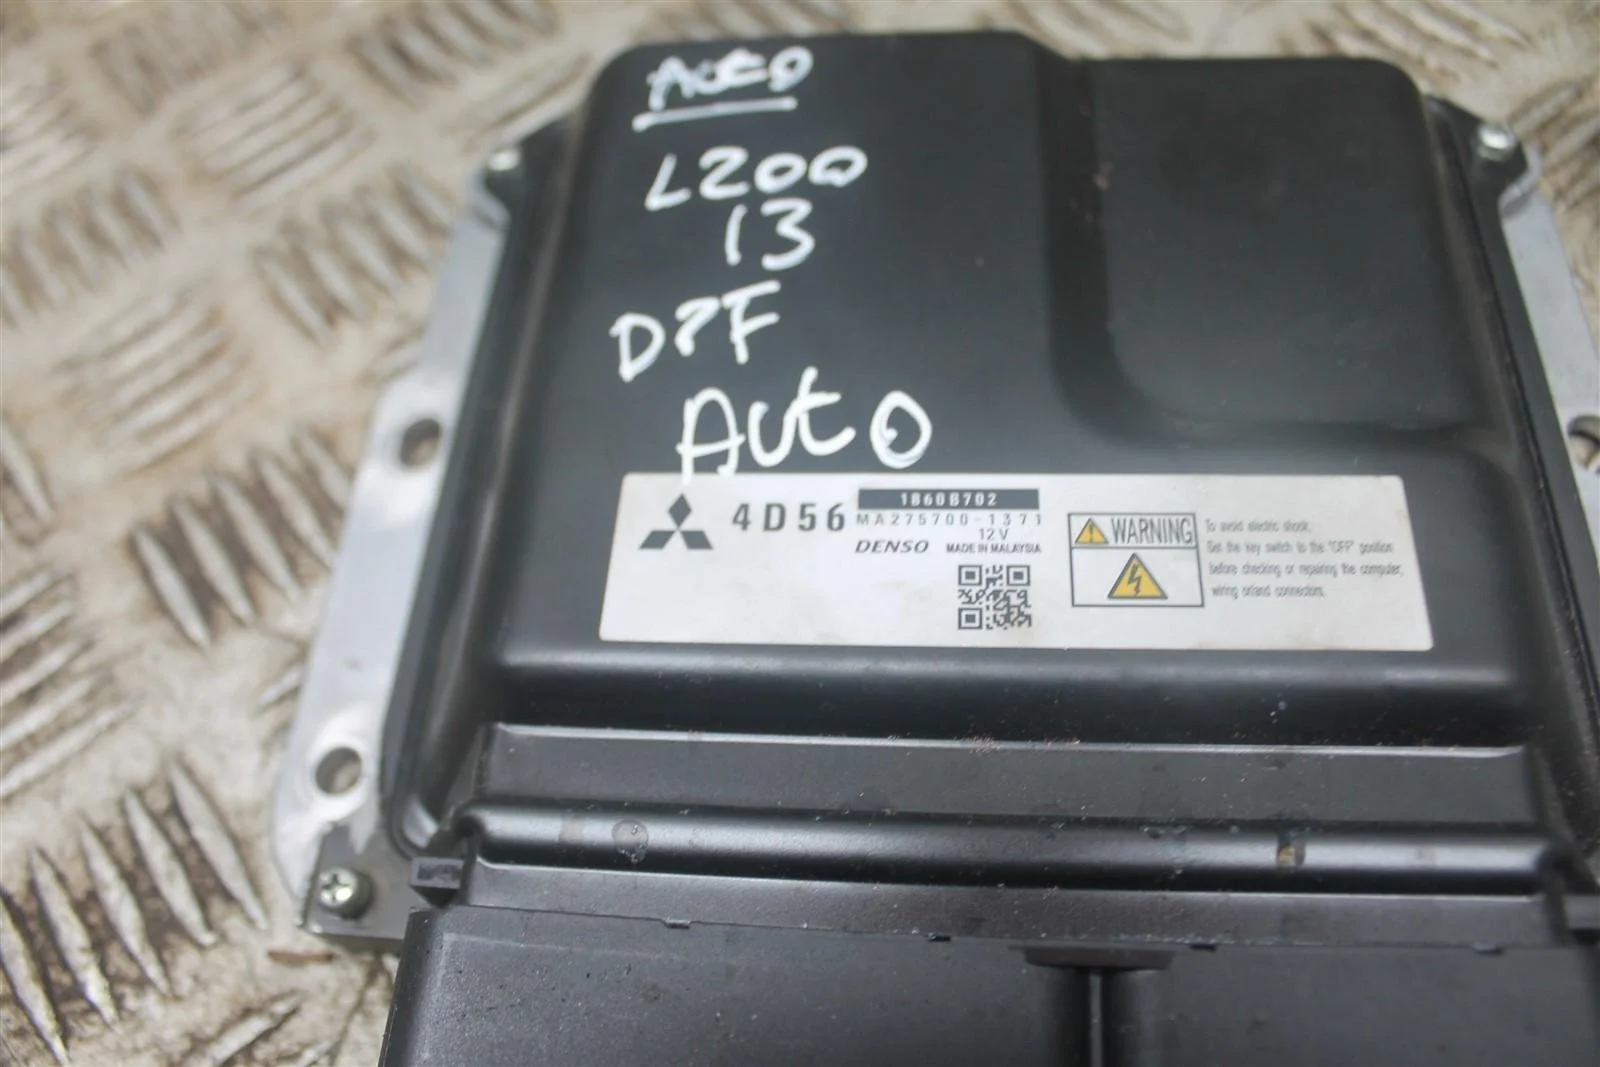 Auto
L200
13
DPF
Auto
4D56
1860B702
MA275700-1371
12V
DENSO MADE IN MALAYSIA
WARNING
To avoid electric shock:
Set the key switch to the "OFF" position
before checking or repairing the computer,
wiring or/and connectors.